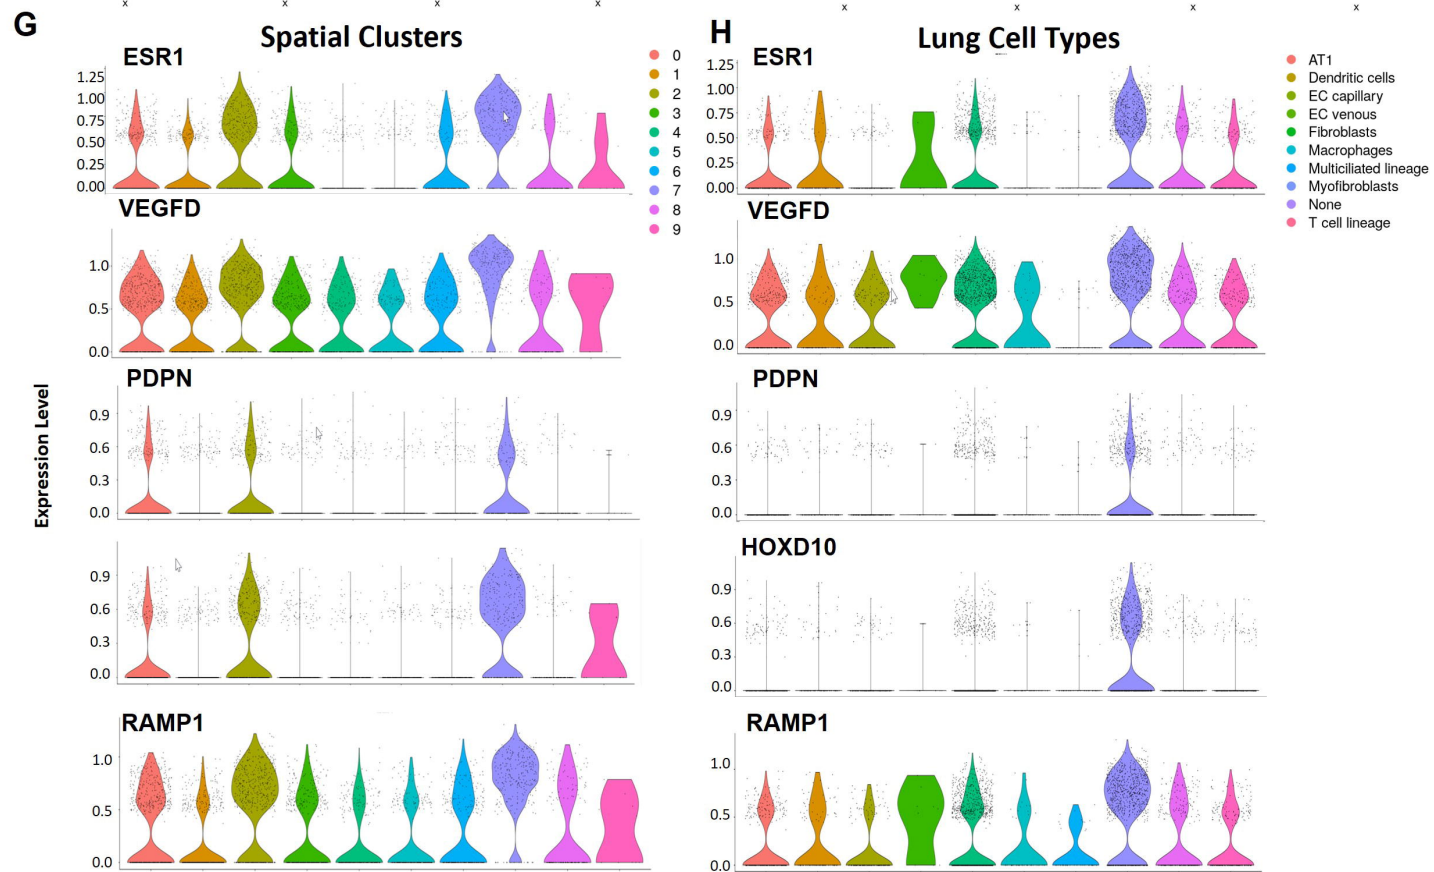 x x x x x x x x
G Spatial Clusters
ESR1
1.25
1.00
0.75
0.50
0.25
0.00
VEGFD
1.0
0.5
0.0
PDPN
0.9
0.6
0.3
0.0
0.9
0.6
0.3
0.0
RAMP1
1.0
0.5
0.0
Expression Level
0
1
2
3
4
5
6
7
8
9
H Lung Cell Types
ESR1
1.25
1.00
0.75
0.50
0.25
0.00
VEGFD
1.0
0.5
0.0
PDPN
0.9
0.6
0.3
0.0
HOXD10
0.9
0.6
0.3
0.0
RAMP1
1.0
0.5
0.0
AT1
Dendritic cells
EC capillary
EC venous
Fibroblasts
Macrophages
Multiciliated lineage
Myofibroblasts
None
T cell lineage